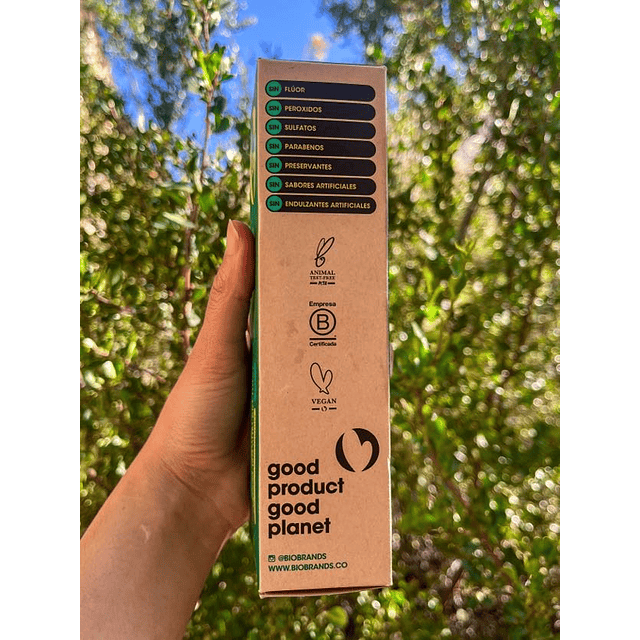 SIN FLÚOR
SIN PEROXIDOS
SIN SULFATOS
SIN PARABENOS
SIN PRESERVANTES
SIN SABORES ARTIFICIALES
SIN ENDULZANTES ARTIFICIALES
ANIMAL
TEST-FREE
Empresa
B
Certificada
VEGAN
good
product
good
planet
@BIOBRANDS
WWW.BIOBRANDS.CO